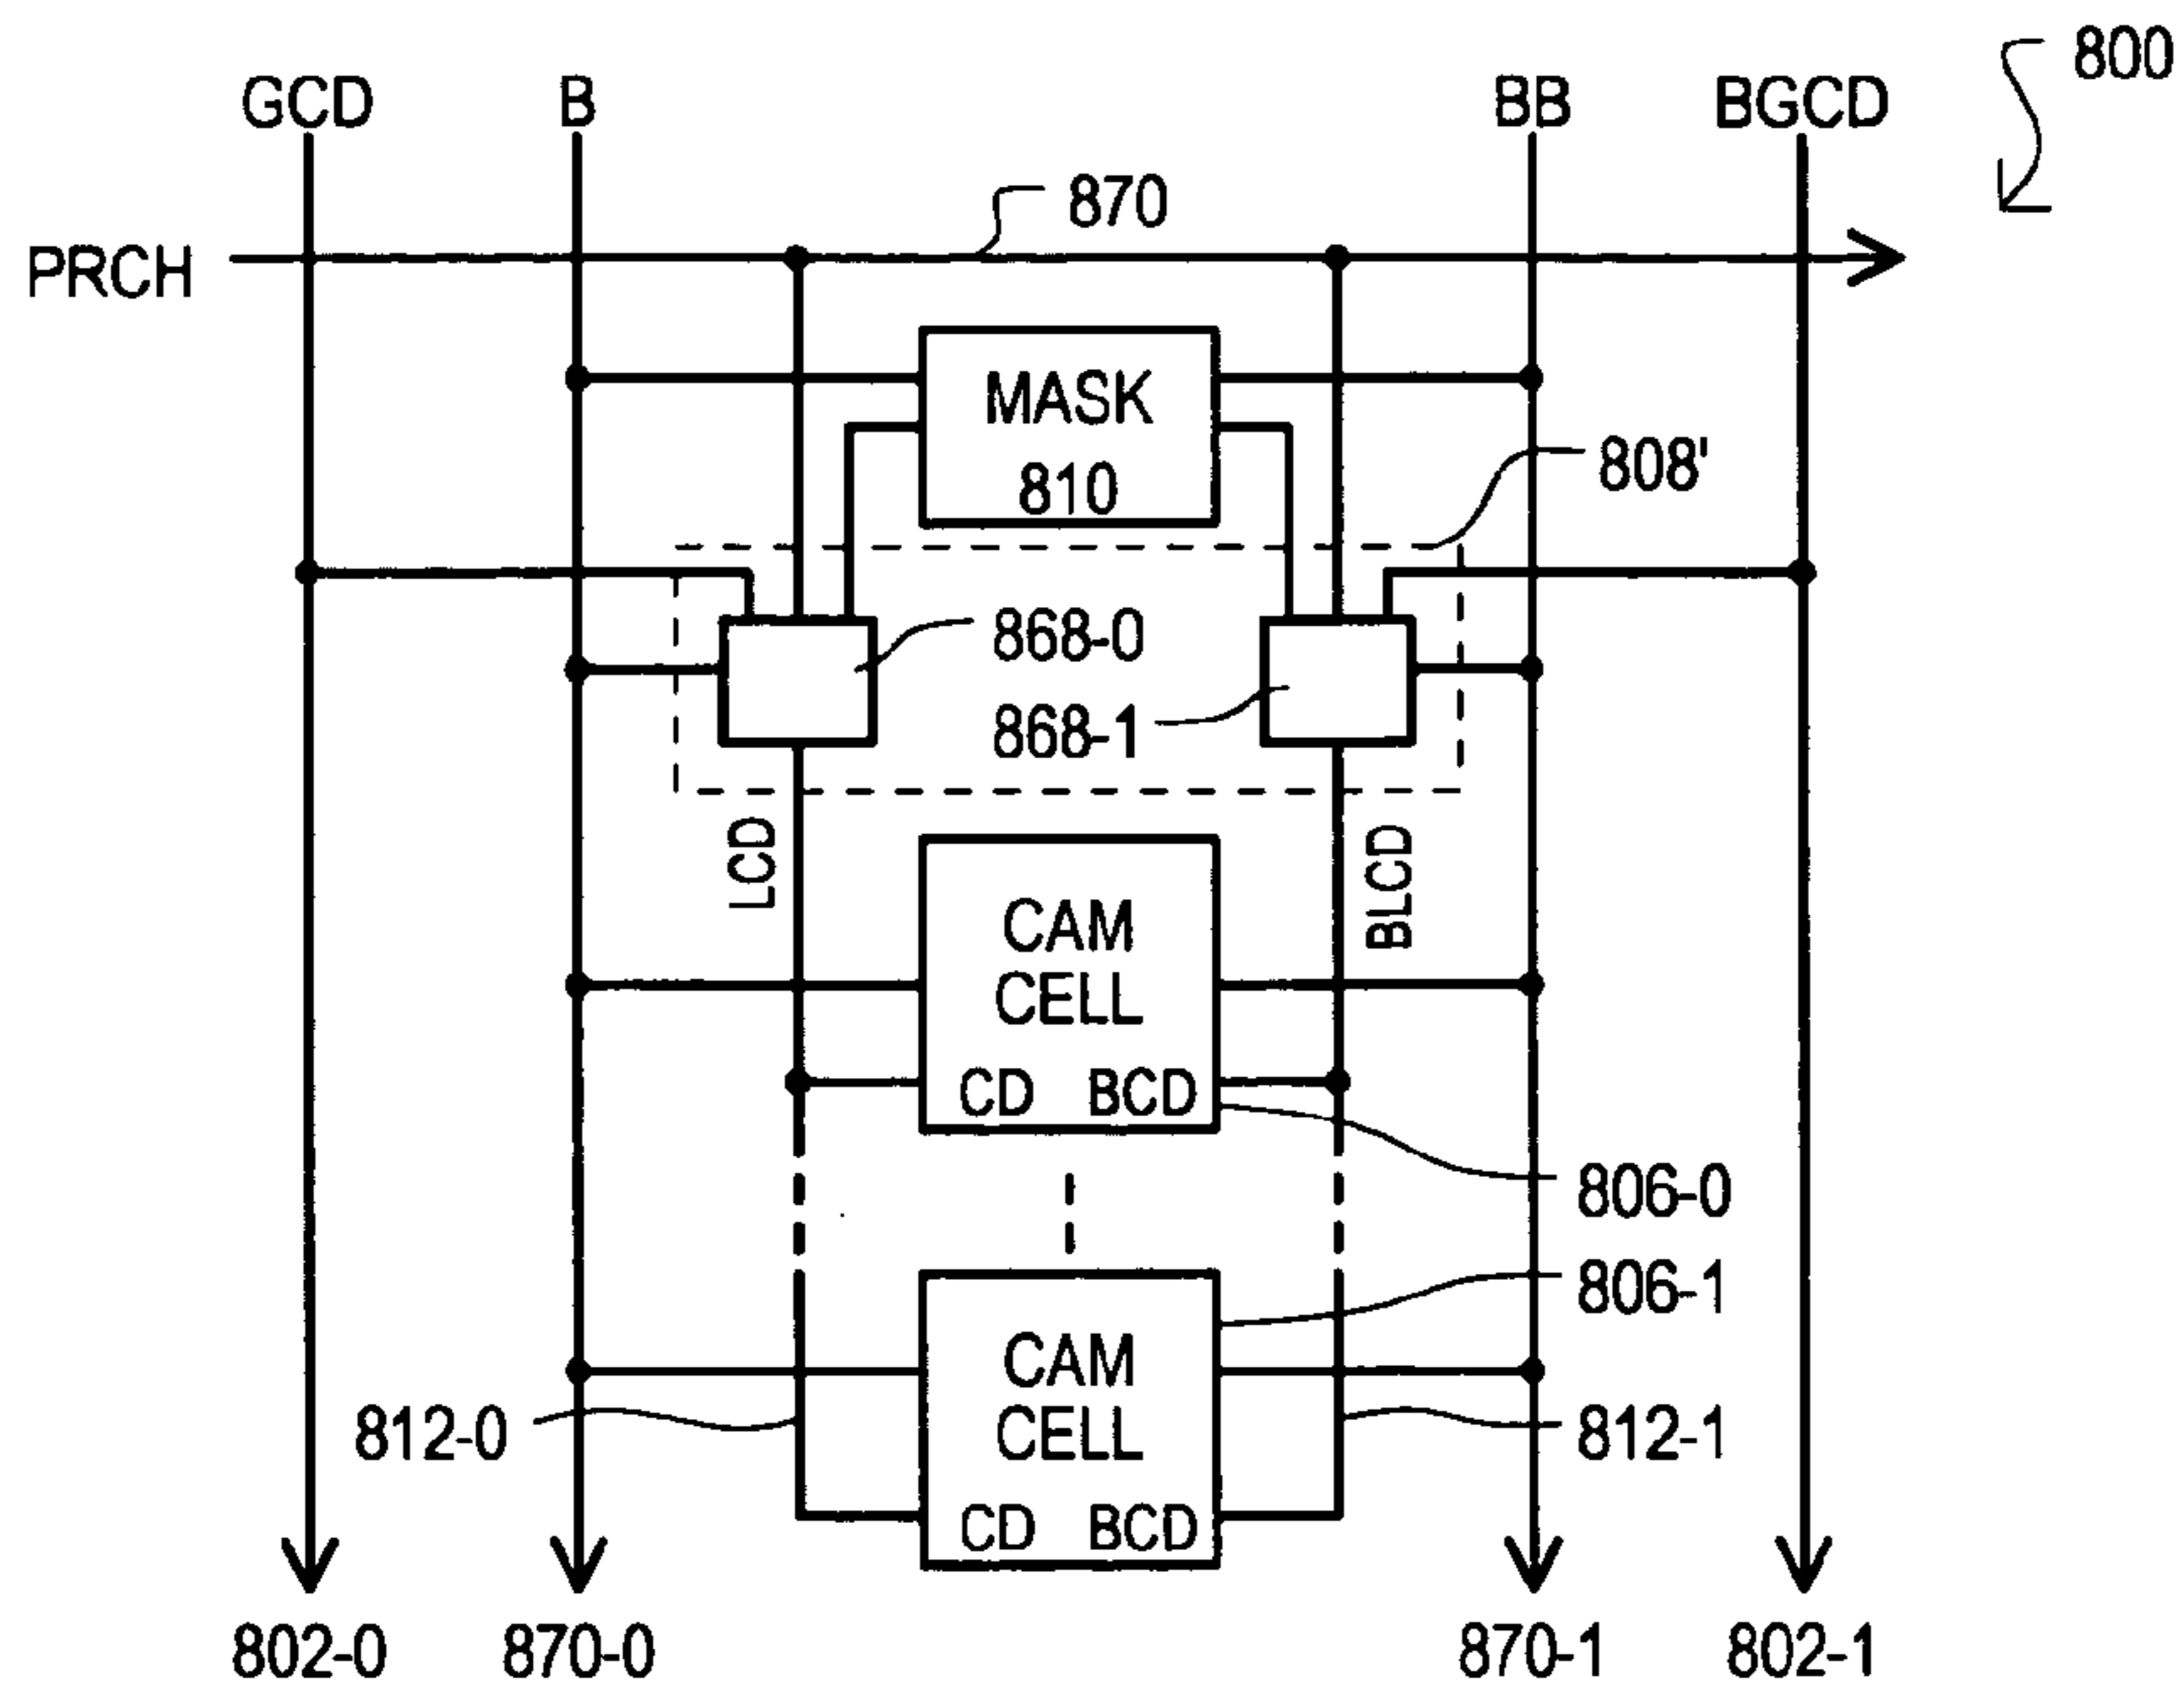 800
GCD B BB BGCD
870
PRCH
MASK
810
808'
868-0
868-1
LCD
BLCD
CAM
CELL
CD BCD
806-0
806-1
CAM
CELL
812-0
812-1
CD BCD
802-0 870-0 870-1 802-1